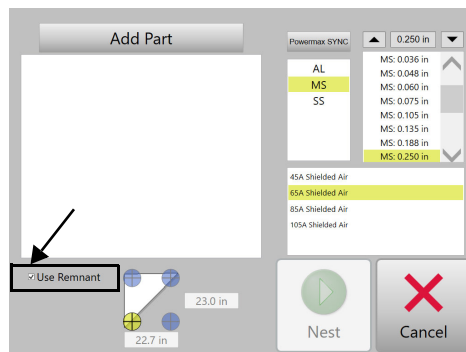 Add Part
Powermax SYNC
0.250 in
AL
MS
SS
MS: 0.036 in
MS: 0.048 in
MS: 0.060 in
MS: 0.075 in
MS: 0.105 in
MS: 0.135 in
MS: 0.188 in
MS: 0.250 in
45A Shielded Air
65A Shielded Air
85A Shielded Air
105A Shielded Air
Use Remnant
23.0 in
22.7 in
Nest
Cancel